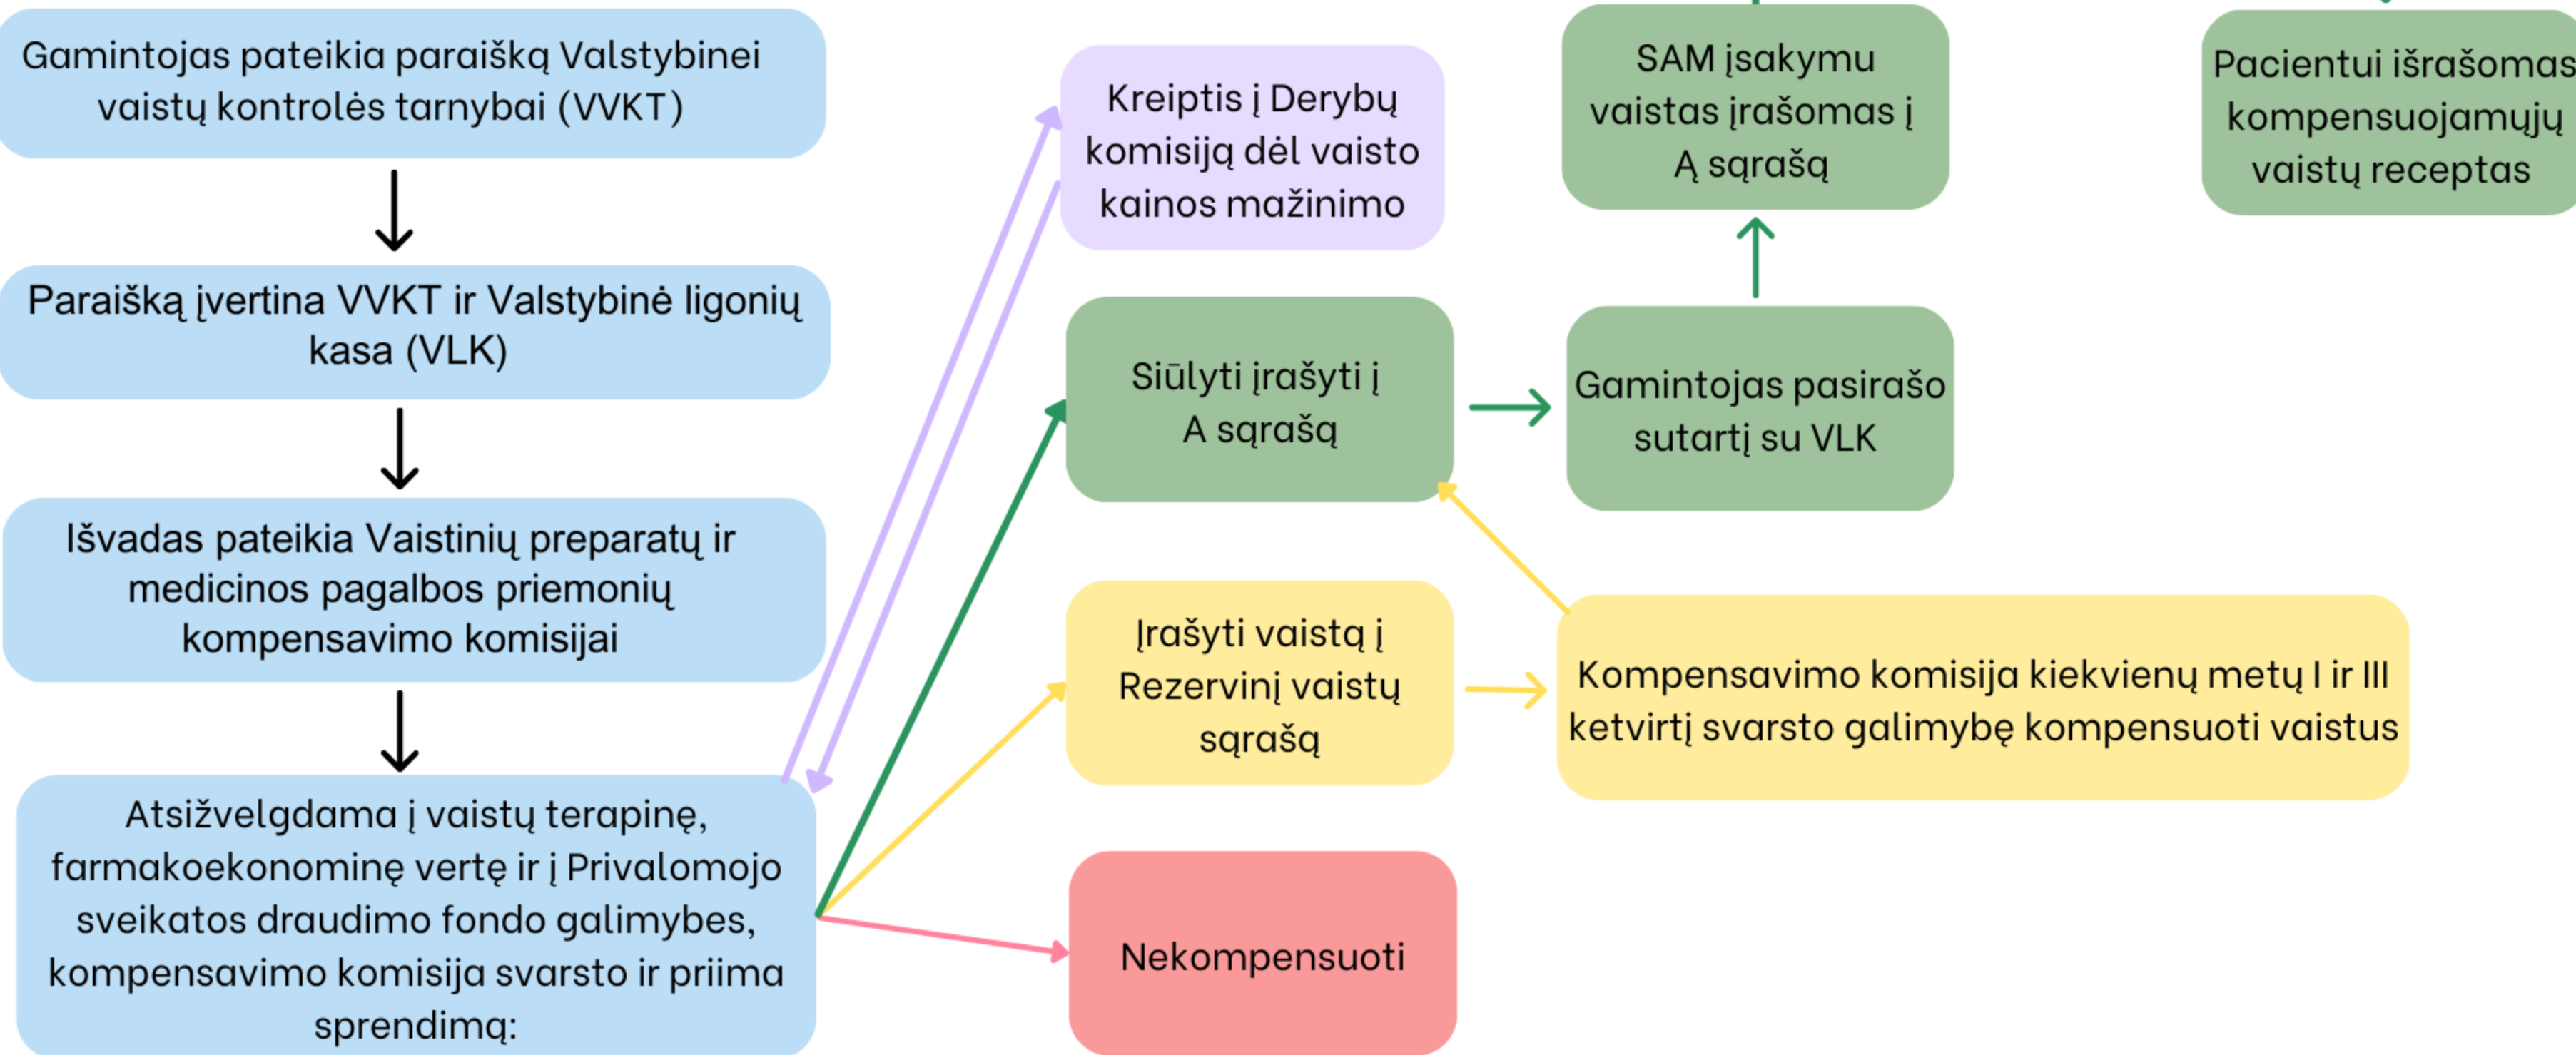 Gamintojas pateikia paraišką Valstybinei
vaistų kontrolės tarnybai (VVKT)
Paraišką įvertina VVKT ir Valstybinė ligonių
kasa (VLK)
Išvadas pateikia Vaistinių preparatų ir
medicinos pagalbos priemonių
kompensavimo komisijai
Atsižvelgdama į vaistų terapinę,
farmakoekonominę vertę ir į Privalomojo
sveikatos draudimo fondo galimybes,
kompensavimo komisija svarsto ir priima
sprendimą:
Kreiptis į Derybų
komisiją dėl vaisto
kainos mažinimo
Siūlyti įrašyti į
A sąrašą
Įrašyti vaistą į
Rezervinį vaistų
sąrašą
Nekompensuoti
SAM įsakymu
vaistas įrašomas į
Ą sąrašą
Gamintojas pasirašo
sutartį su VLK
Kompensavimo komisija kiekvienų metų I ir III
ketvirtį svarsto galimybę kompensuoti vaistus
Pacientui išrašomas
kompensuojamųjų
vaistų receptas